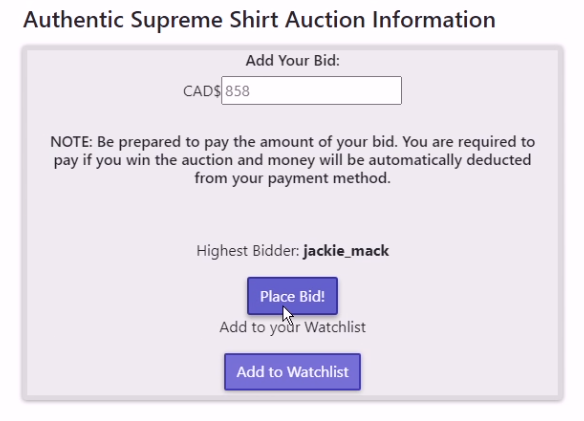 Authentic Supreme Shirt Auction Information
Add Your Bid:
CAD$ 858
NOTE: Be prepared to pay the amount of your bid. You are required to
pay if you win the auction and money will be automatically deducted
from your payment method.
Highest Bidder: jackie_mack
Place Bid!
Add to your Watchlist
Add to Watchlist